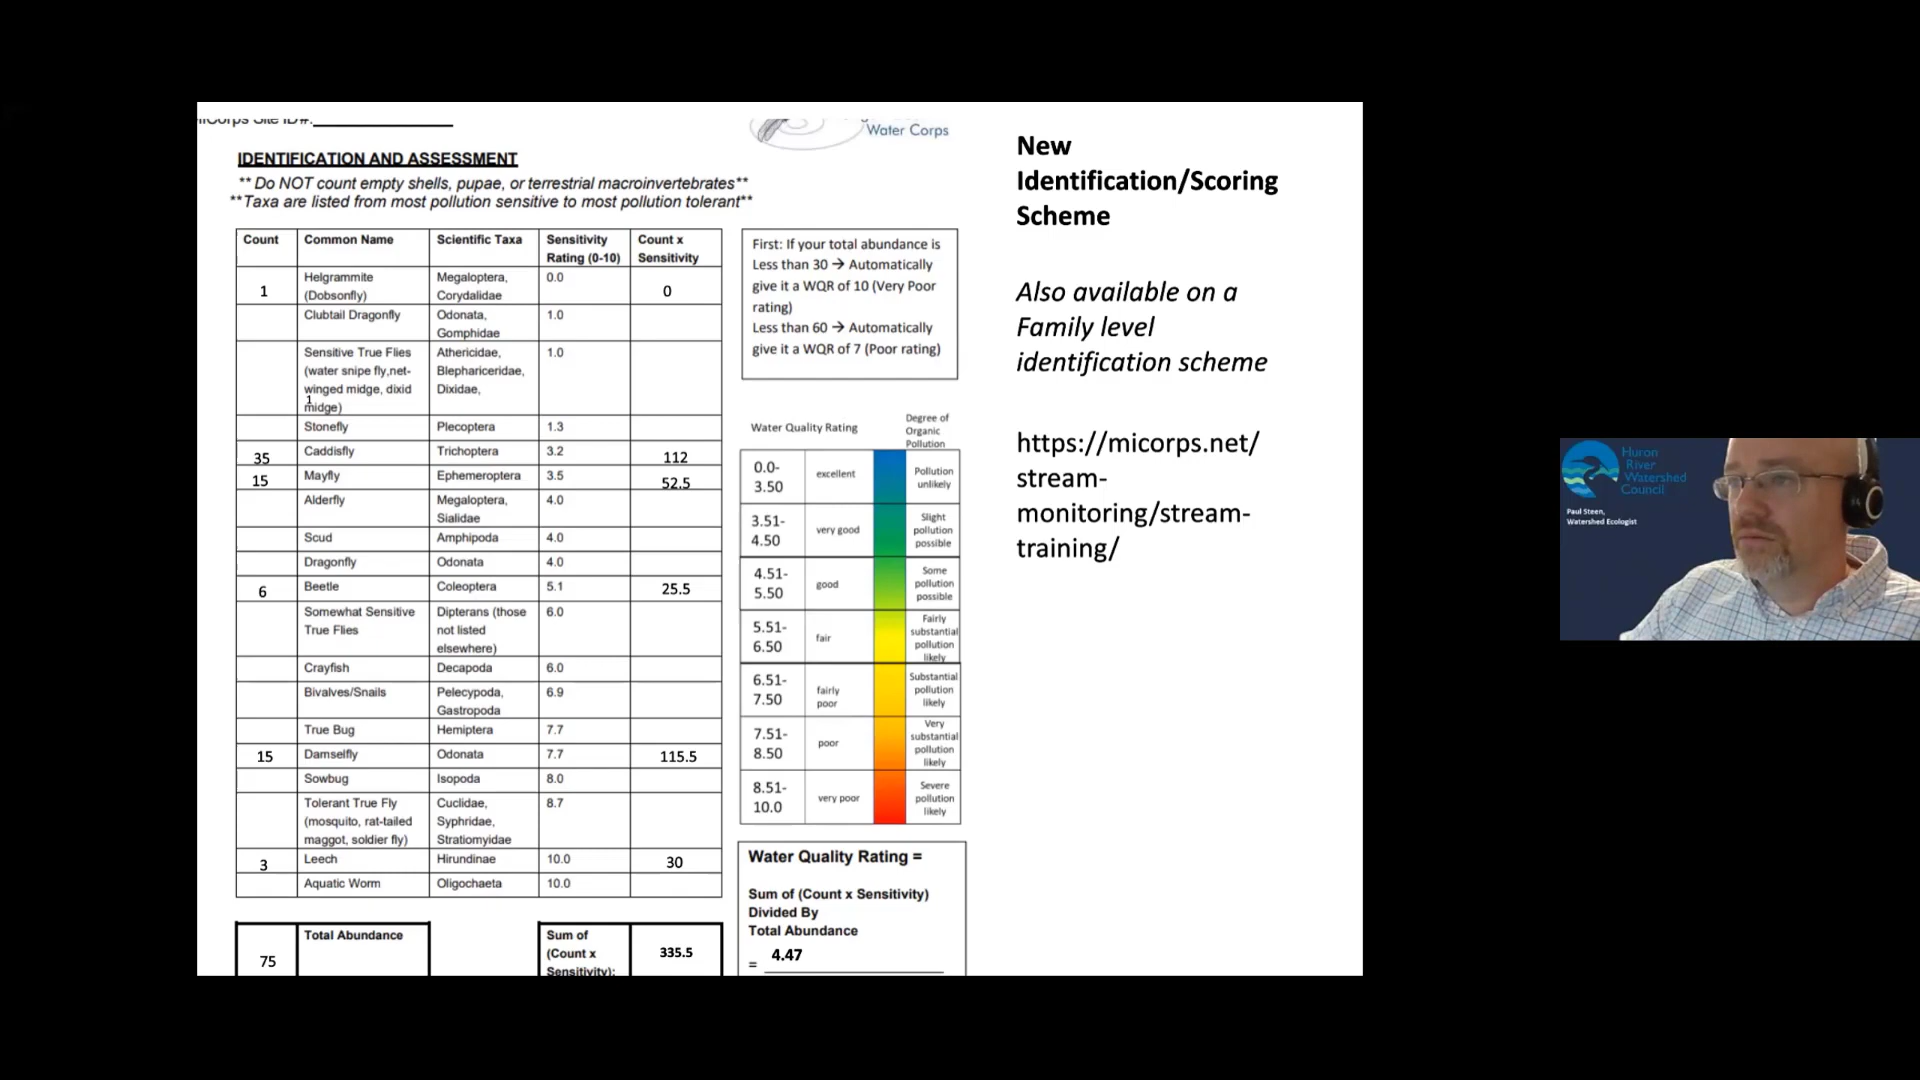 MiCorps Site ID#:
Water Corps
IDENTIFICATION AND ASSESSMENT
** Do NOT count empty shells, pupae, or terrestrial macroinvertebrates**
**Taxa are listed from most pollution sensitive to most pollution tolerant**
Count Common Name Scientific Taxa Sensitivity Rating (0-10) Count x Sensitivity
1 Helgrammite (Dobsonfly) Megaloptera, Corydalidae 0.0 0
Clubtail Dragonfly Odonata, Gomphidae 1.0
Sensitive True Flies (water snipe fly,net-winged midge, dixid midge) Athericidae, Blephariceridae, Dixidae, 1.0
1
Stonefly Plecoptera 1.3
35 Caddisfly Trichoptera 3.2 112
15 Mayfly Ephemeroptera 3.5 52.5
Alderfly Megaloptera, Sialidae 4.0
Scud Amphipoda 4.0
Dragonfly Odonata 4.0
6 Beetle Coleoptera 5.1 25.5
Somewhat Sensitive True Flies Dipterans (those not listed elsewhere) 6.0
Crayfish Decapoda 6.0
Bivalves/Snails Pelecypoda, Gastropoda 6.9
True Bug Hemiptera 7.7
15 Damselfly Odonata 7.7 115.5
Sowbug Isopoda 8.0
Tolerant True Fly (mosquito, rat-tailed maggot, soldier fly) Cuclidae, Syphridae, Stratiomyidae 8.7
3 Leech Hirundinae 10.0 30
Aquatic Worm Oligochaeta 10.0
75 Total Abundance Sum of (Count x Sensitivity): 335.5
First: If your total abundance is
Less than 30 → Automatically
give it a WQR of 10 (Very Poor
rating)
Less than 60 → Automatically
give it a WQR of 7 (Poor rating)
Water Quality Rating Degree of Organic Pollution
0.0-3.50 excellent Pollution unlikely
3.51-4.50 very good Slight pollution possible
4.51-5.50 good Some pollution possible
5.51-6.50 fair Fairly substantial pollution likely
6.51-7.50 fairly poor Substantial pollution likely
7.51-8.50 poor Very substantial pollution likely
8.51-10.0 very poor Severe pollution likely
Water Quality Rating =
Sum of (Count x Sensitivity)
Divided By
Total Abundance
= 4.47
New
Identification/Scoring
Scheme
Also available on a
Family level
identification scheme
https://micorps.net/
stream-
monitoring/stream-
training/
Huron
River
Watershed
Council
Paul Steen,
Watershed Ecologist